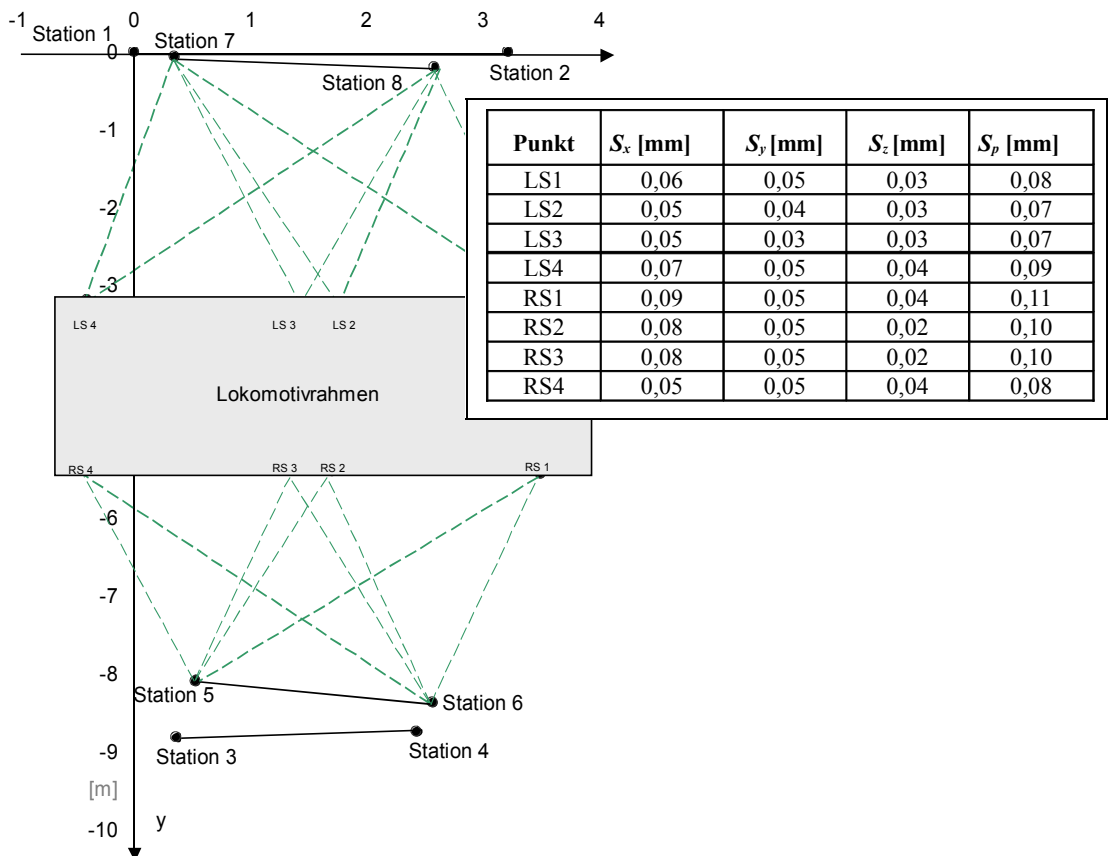 -1 0 1 2 3 4
Station 1
Station 7
0
Station 8
Station 2
-1
Punkt Sx [mm] Sy [mm] Sz [mm] Sp [mm]
LS1 0,06 0,05 0,03 0,08
LS2 0,05 0,04 0,03 0,07
LS3 0,05 0,03 0,03 0,07
LS4 0,07 0,05 0,04 0,09
RS1 0,09 0,05 0,04 0,11
RS2 0,08 0,05 0,02 0,10
RS3 0,08 0,05 0,02 0,10
RS4 0,05 0,05 0,04 0,08
-2
-3
LS 4 LS 3 LS 2
Lokomotivrahmen
RS 4 RS 3 RS 2 RS 1
-6
-7
-8
Station 5
Station 6
-9
Station 3
Station 4
[m]
-10
y